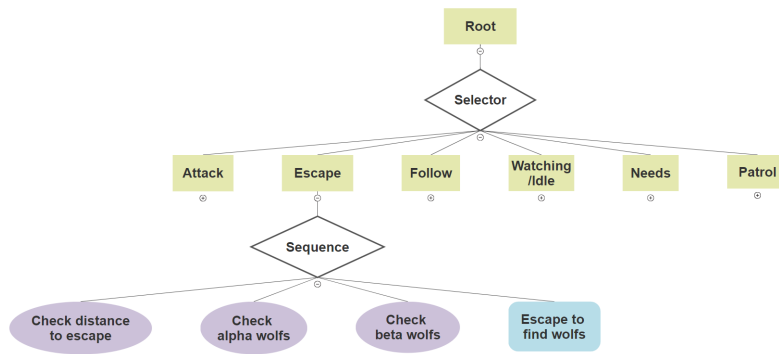 Root
Selector
Attack
Escape
Follow
Watching
/Idle
Needs
Patrol
Sequence
Check distance
to escape
Check
alpha wolfs
Check
beta wolfs
Escape to
find wolfs